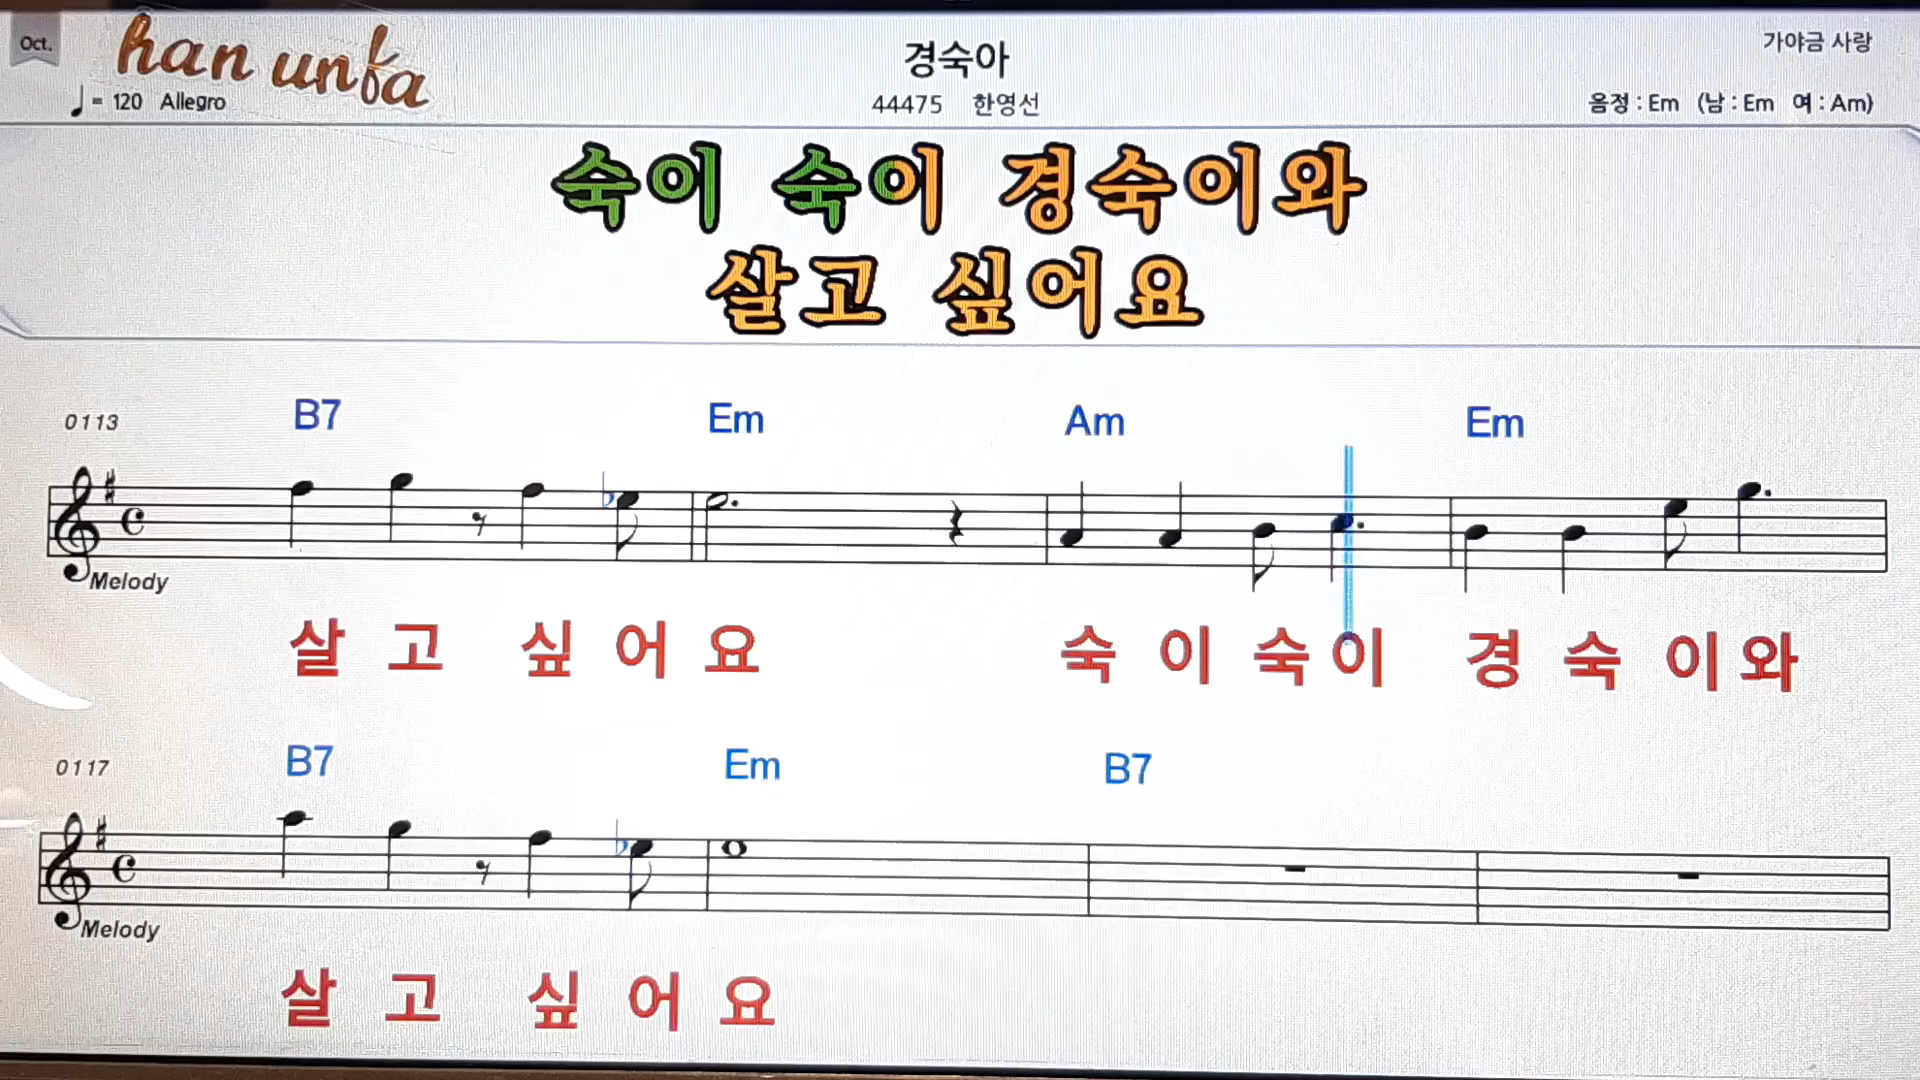 Oct.
han unfa
경숙아
가야금 사랑
♩= 120 Allegro
44475 한영선
음정 : Em (남 : Em 여 : Am)
숙이 숙이 경숙이와
살고 싶어요
0113 B7 Em Am Em
Melody
살 고 싶 어 요 숙 이 숙 이 경 숙 이 와
0117 B7 Em B7
Melody
살 고 싶 어 요